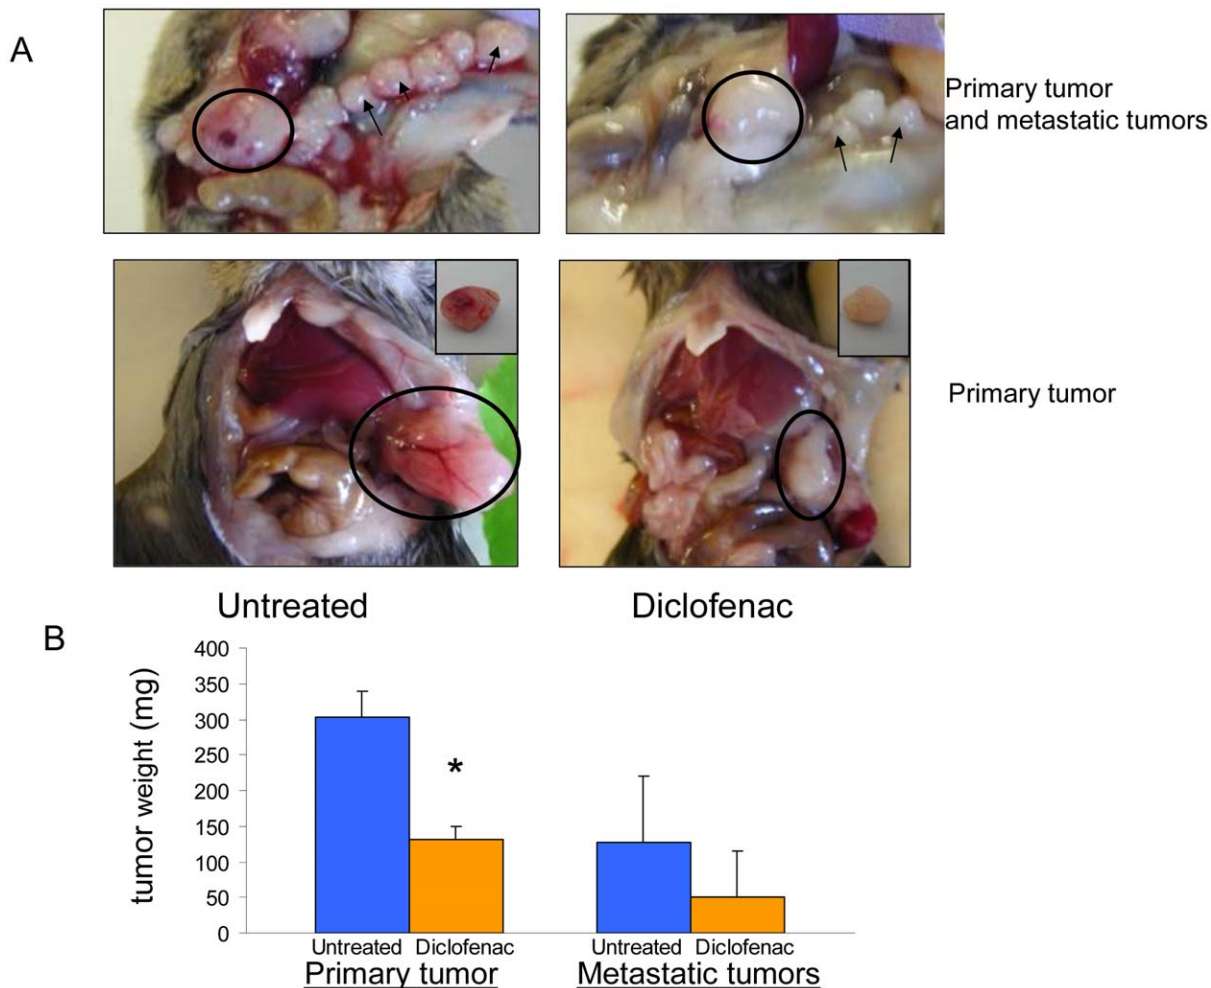 A
Primary tumor
and metastatic tumors
Primary tumor
Untreated Diclofenac
B
tumor weight (mg)
400
350
300
250
200
150
100
50
0
*
Untreated Diclofenac Untreated Diclofenac
Primary tumor Metastatic tumors